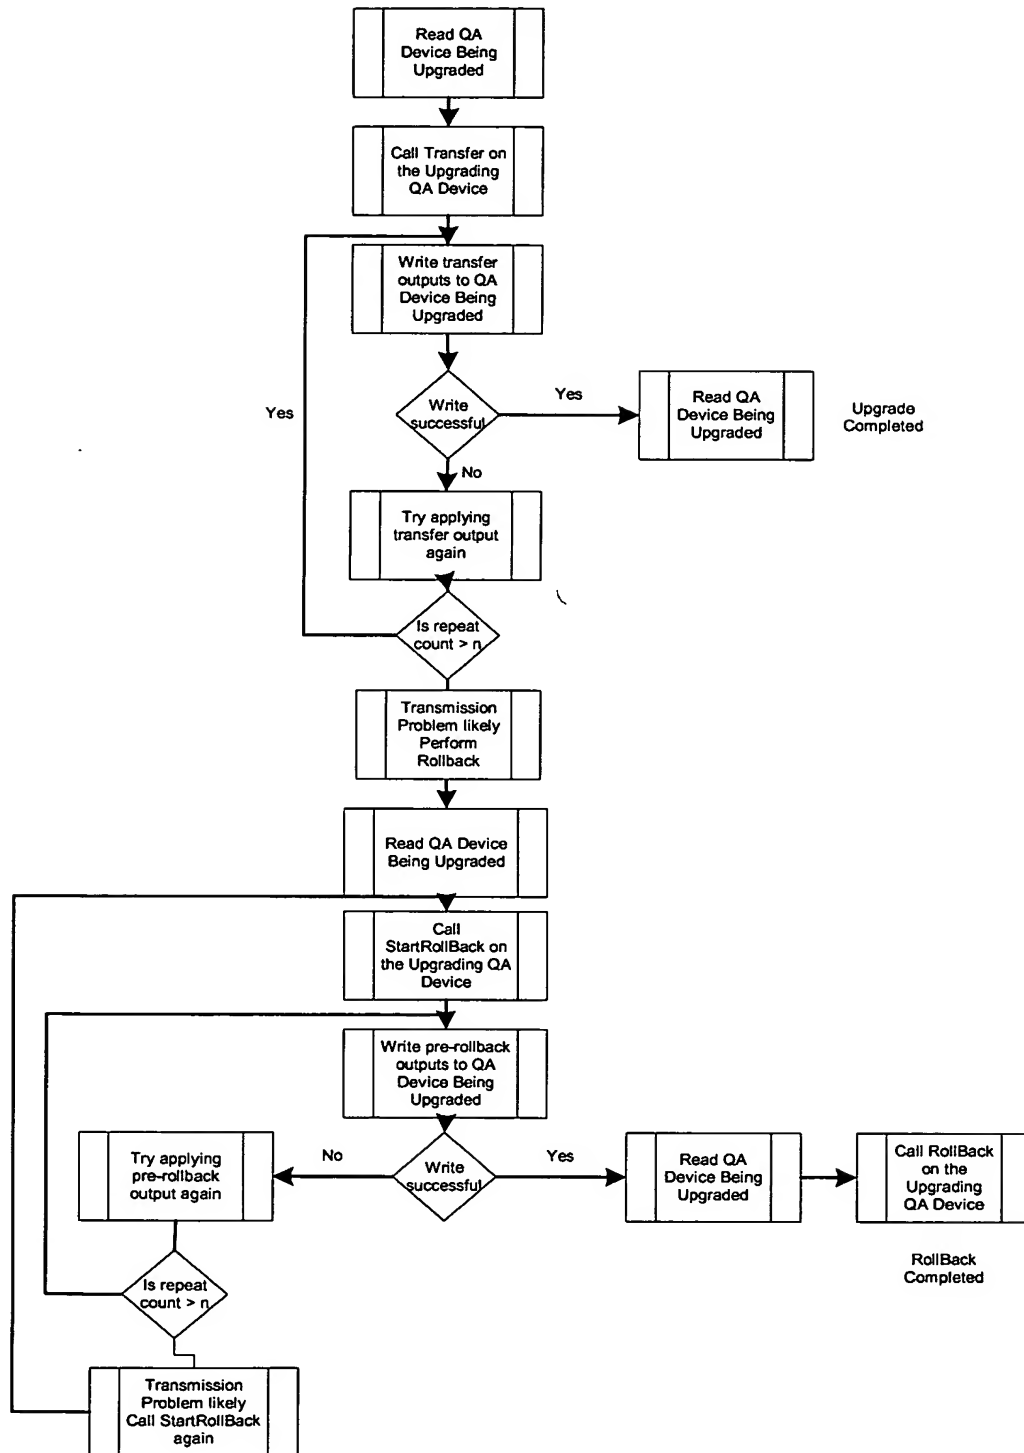 Read QA
Device Being
Upgraded
Call Transfer on
the Upgrading
QA Device
Write transfer
outputs to QA
Device Being
Upgraded
Write
successful
Yes
Read QA
Device Being
Upgraded
Upgrade
Completed
Yes
No
Try applying
transfer output
again
Is repeat
count > n
Transmission
Problem likely
Perform
Rollback
Read QA Device
Being Upgraded
Call
StartRollBack on
the Upgrading QA
Device
Write pre-rollback
outputs to QA
Device Being
Upgraded
Write
successful
No
Try applying
pre-rollback
output again
Yes
Read QA
Device Being
Upgraded
Call RollBack
on the
Upgrading
QA Device
RollBack
Completed
Is repeat
count > n
Transmission
Problem likely
Call StartRollBack
again